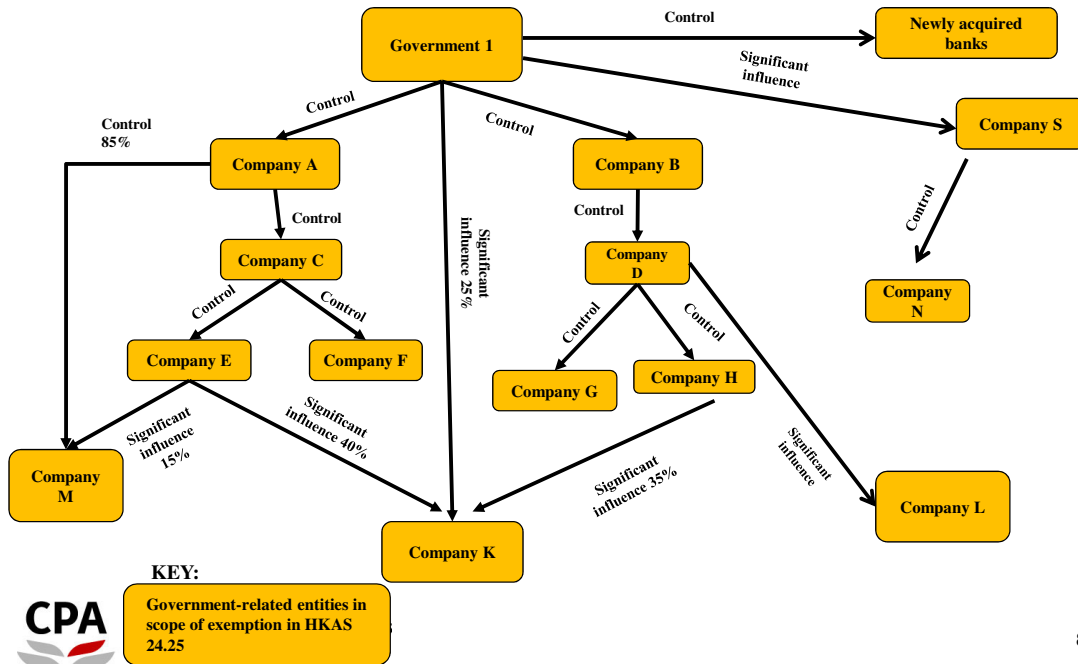 Control
Newly acquired
banks
Government 1
Significant
influence
Control
Control
Control
85%
Company S
Company A
Company B
Control
Control
Control
Significant
influence 25%
Company C
Company
D
Control
Control
Company
N
Control
Control
Company E
Company F
Company G
Company H
Significant
influence
15%
Significant
influence 40%
Significant
influence 35%
Significant
influence
Company
M
Company L
Company K
KEY:
Government-related entities in
scope of exemption in HKAS
24.25
CPA
8